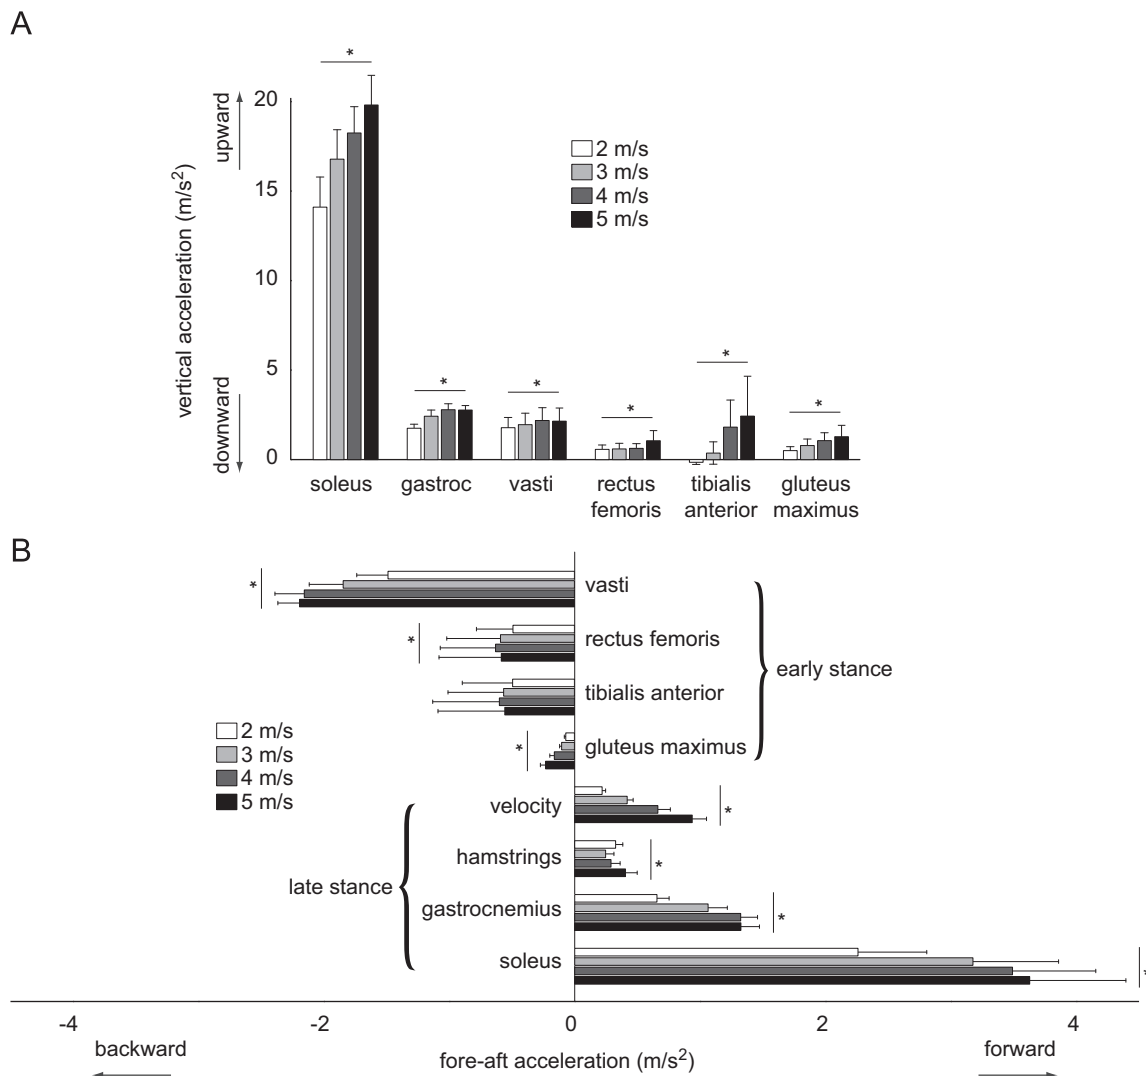 A
*
20
upward
2 m/s
3 m/s
4 m/s
5 m/s
vertical acceleration (m/s²)
15
10
5
*
*
*
*
*
downward
0
soleus gastroc vasti rectus femoris tibialis anterior gluteus maximus
B
*
vasti
*
rectus femoris
early stance
tibialis anterior
2 m/s
3 m/s
4 m/s
5 m/s
*
gluteus maximus
velocity
*
hamstrings
*
late stance
gastrocnemius
*
soleus
*
-4 -2 0 2 4
backward fore-aft acceleration (m/s²) forward